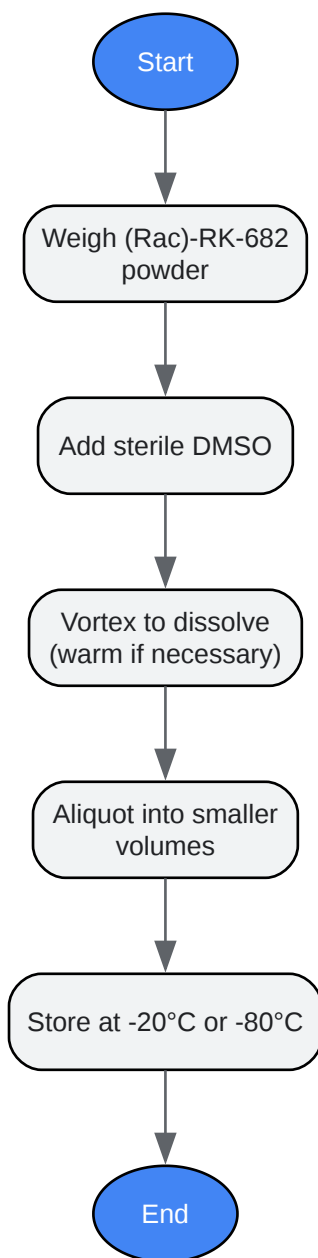 Start
Weigh (Rac)-RK-682
powder
Add sterile DMSO
Vortex to dissolve
(warm if necessary)
Aliquot into smaller
volumes
Store at -20°C or -80°C
End